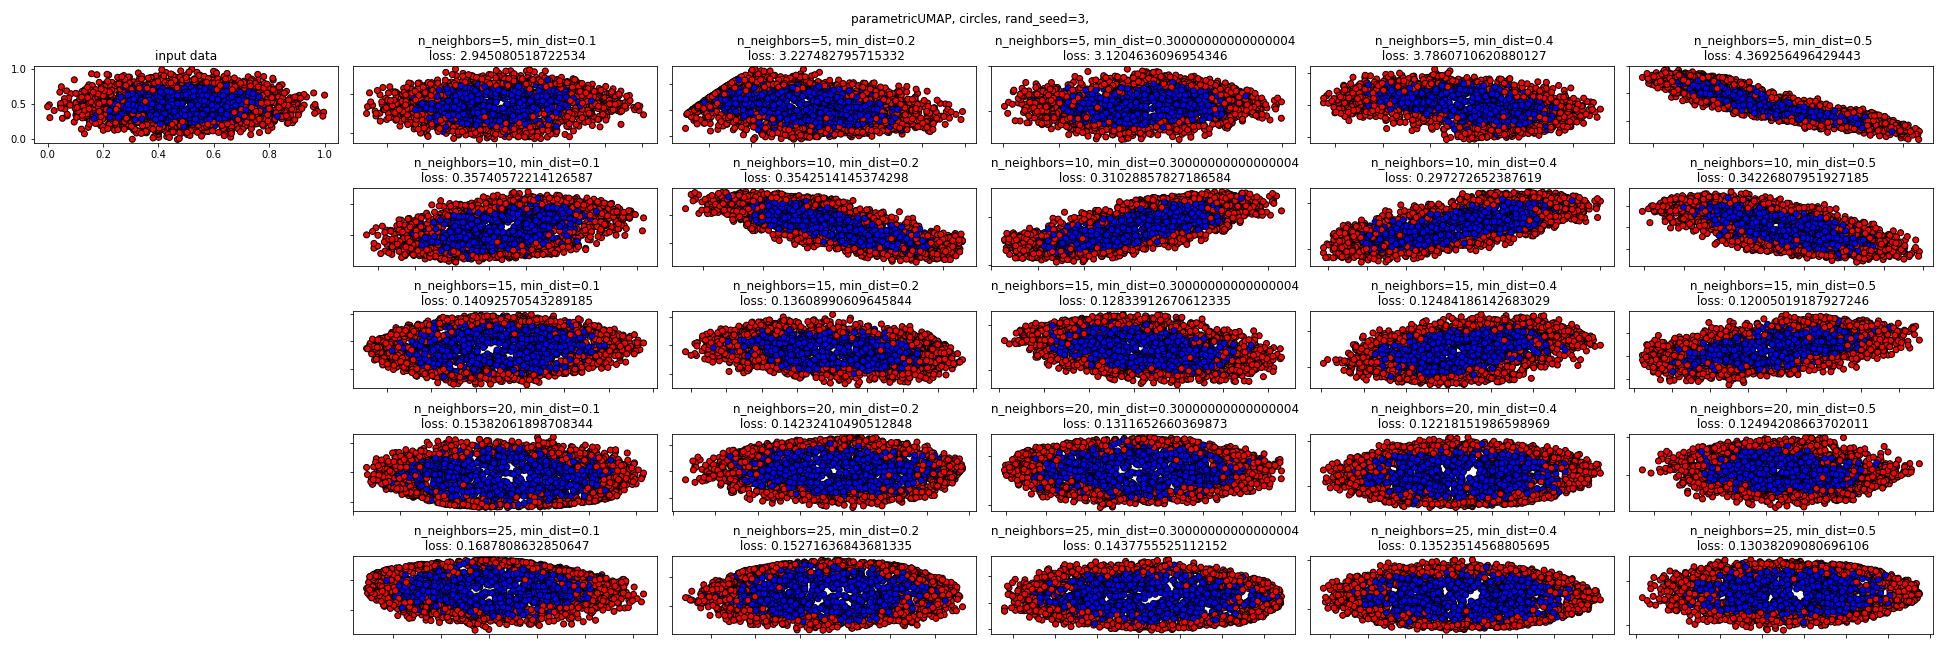 parametricUMAP, circles, rand_seed=3,
input data
1.0
0.5
0.0
0.0 0.2 0.4 0.6 0.8 1.0
n_neighbors=5, min_dist=0.1
loss: 2.945080518722534
n_neighbors=5, min_dist=0.2
loss: 3.227482795715332
n_neighbors=5, min_dist=0.30000000000000004
loss: 3.1204636096954346
n_neighbors=5, min_dist=0.4
loss: 3.7860710620880127
n_neighbors=5, min_dist=0.5
loss: 4.369256496429443
n_neighbors=10, min_dist=0.1
loss: 0.35740572214126587
n_neighbors=10, min_dist=0.2
loss: 0.3542514145374298
n_neighbors=10, min_dist=0.30000000000000004
loss: 0.31028857827186584
n_neighbors=10, min_dist=0.4
loss: 0.297272652387619
n_neighbors=10, min_dist=0.5
loss: 0.34226807951927185
n_neighbors=15, min_dist=0.1
loss: 0.14092570543289185
n_neighbors=15, min_dist=0.2
loss: 0.13608990609645844
n_neighbors=15, min_dist=0.30000000000000004
loss: 0.12833912670612335
n_neighbors=15, min_dist=0.4
loss: 0.12484186142683029
n_neighbors=15, min_dist=0.5
loss: 0.12005019187927246
n_neighbors=20, min_dist=0.1
loss: 0.15382061898708344
n_neighbors=20, min_dist=0.2
loss: 0.14232410490512848
n_neighbors=20, min_dist=0.30000000000000004
loss: 0.1311652660369873
n_neighbors=20, min_dist=0.4
loss: 0.12218151986598969
n_neighbors=20, min_dist=0.5
loss: 0.12494208663702011
n_neighbors=25, min_dist=0.1
loss: 0.1687808632850647
n_neighbors=25, min_dist=0.2
loss: 0.15271636843681335
n_neighbors=25, min_dist=0.30000000000000004
loss: 0.1437755525112152
n_neighbors=25, min_dist=0.4
loss: 0.13523514568805695
n_neighbors=25, min_dist=0.5
loss: 0.13038209080696106